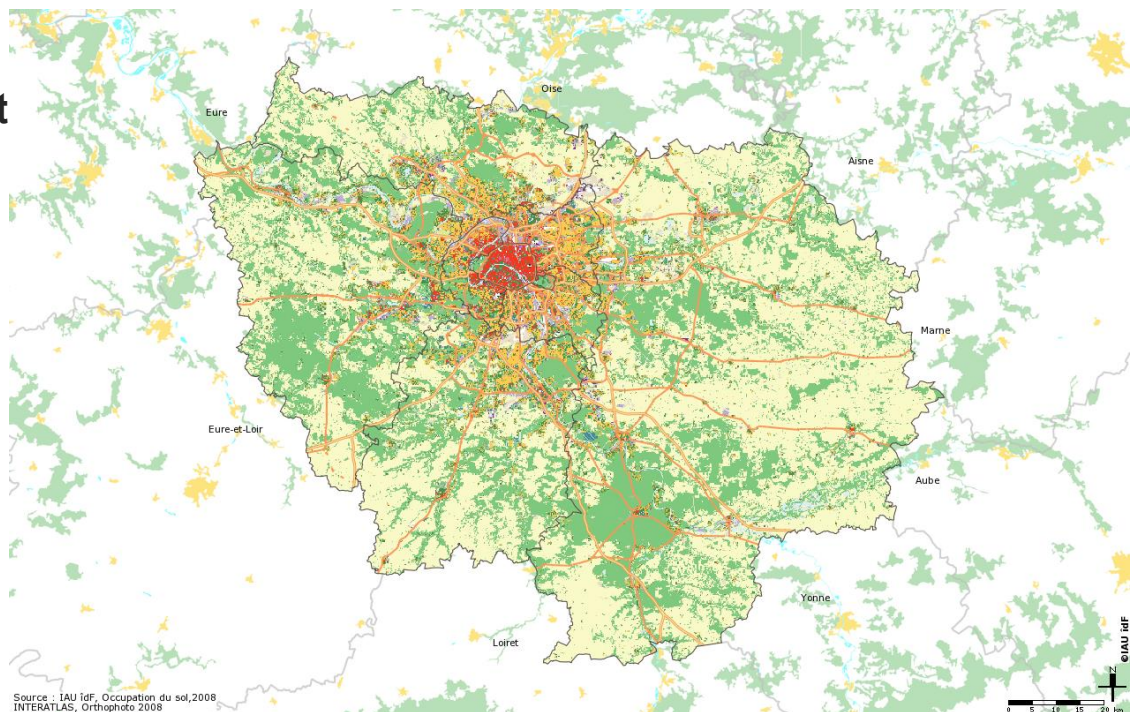 t
Oise
Eure
Aisne
Marne
Eure-et-Loir
Aube
Yonne
Loiret
©IAU îdF
N
Source : IAU îdF, Occupation du sol,2008
INTERATLAS, Orthophoto 2008
0 5 10 15 20 km